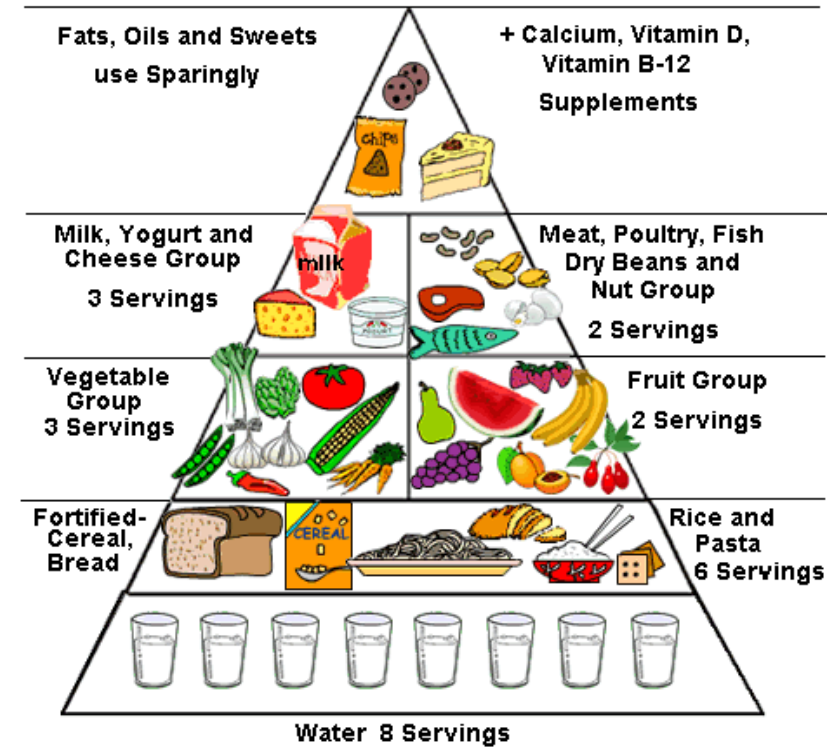 Fats, Oils and Sweets
use Sparingly
+ Calcium, Vitamin D,
Vitamin B-12
Supplements
chips
Milk, Yogurt and
Cheese Group
3 Servings
milk
YOGURT
Meat, Poultry, Fish
Dry Beans and
Nut Group
2 Servings
Vegetable
Group
3 Servings
Fruit Group
2 Servings
Fortified-
Cereal,
Bread
CEREAL
Rice and
Pasta
6 Servings
Water 8 Servings